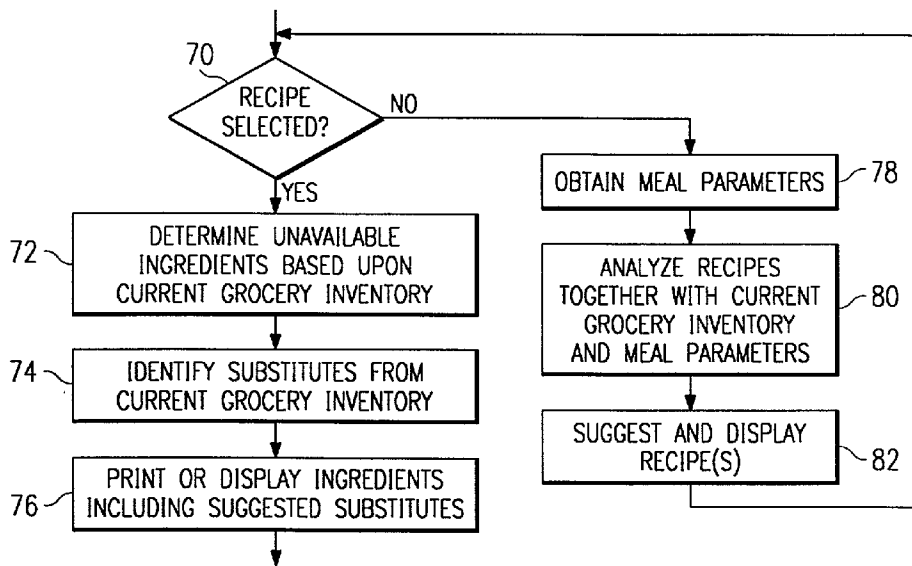 70
RECIPE
SELECTED?
NO
YES
72
DETERMINE UNAVAILABLE
INGREDIENTS BASED UPON
CURRENT GROCERY INVENTORY
74
IDENTIFY SUBSTITUTES FROM
CURRENT GROCERY INVENTORY
76
PRINT OR DISPLAY INGREDIENTS
INCLUDING SUGGESTED SUBSTITUTES
OBTAIN MEAL PARAMETERS
78
ANALYZE RECIPES
TOGETHER WITH CURRENT
GROCERY INVENTORY
AND MEAL PARAMETERS
80
SUGGEST AND DISPLAY
RECIPE(S)
82